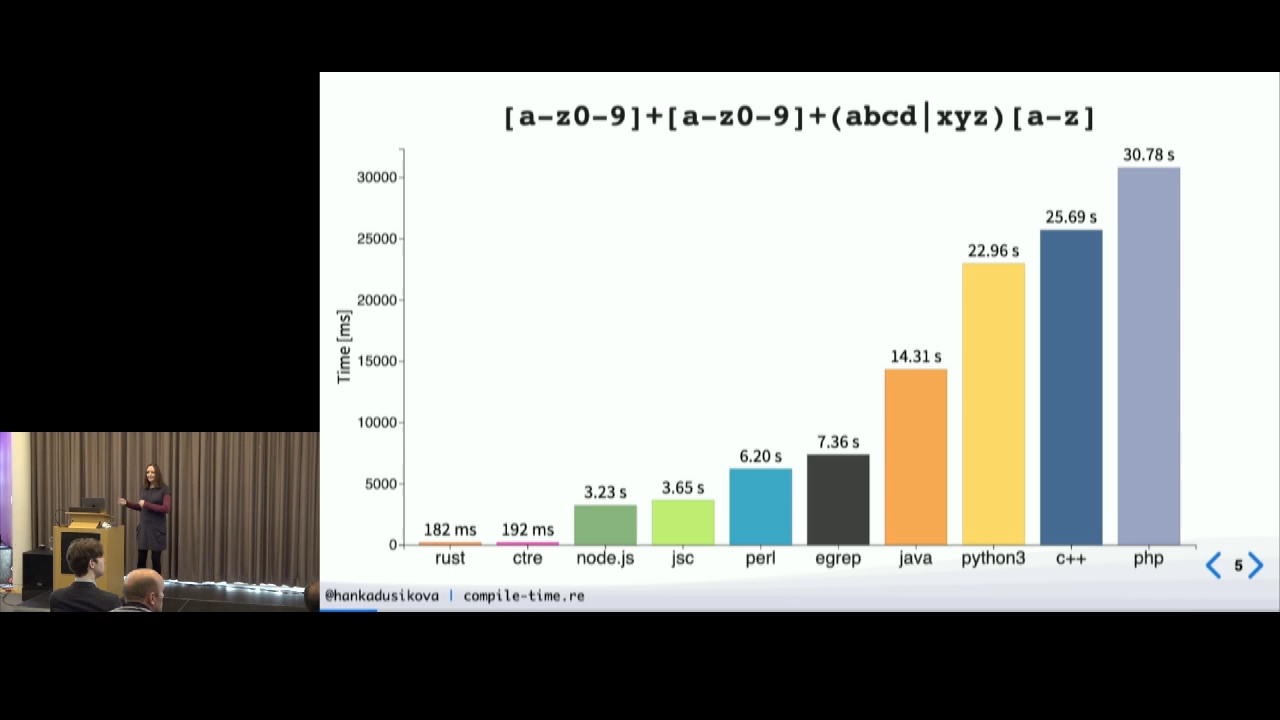 [a-z0-9]+[a-z0-9]+(abcd|xyz)[a-z]
Time [ms]
30000
25000
20000
15000
10000
5000
0
182 ms
192 ms
3.23 s
3.65 s
6.20 s
7.36 s
14.31 s
22.96 s
25.69 s
30.78 s
rust
ctre
node.js
jsc
perl
egrep
java
python3
c++
php
5
@hankadusikova | compile-time.re